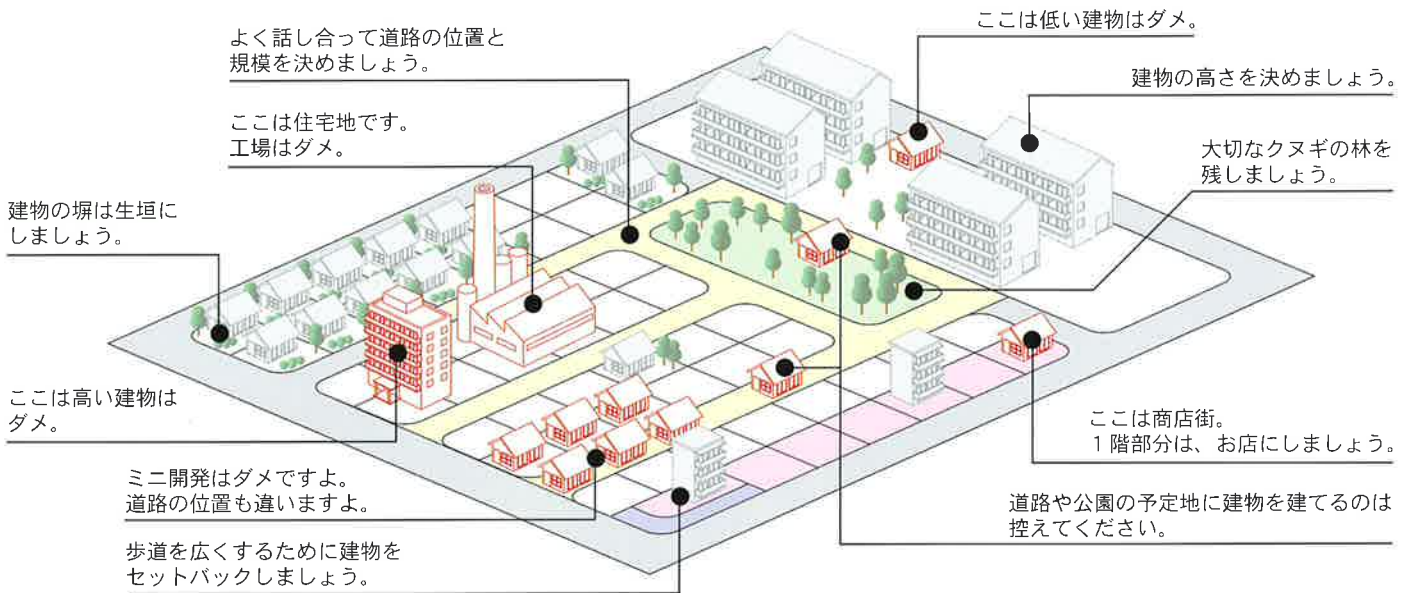 よく話し合って道路の位置と
規模を決めましょう。
ここは低い建物はダメ。
建物の高さを決めましょう。
ここは住宅地です。
工場はダメ。
大切なクヌギの林を
残しましょう。
建物の塀は生垣に
しましょう。
ここは高い建物は
ダメ。
ここは商店街。
1階部分は、お店にしましょう。
ミニ開発はダメですよ。
道路の位置も違いますよ。
道路や公園の予定地に建物を建てるのは
控えてください。
歩道を広くするために建物を
セットバックしましょう。